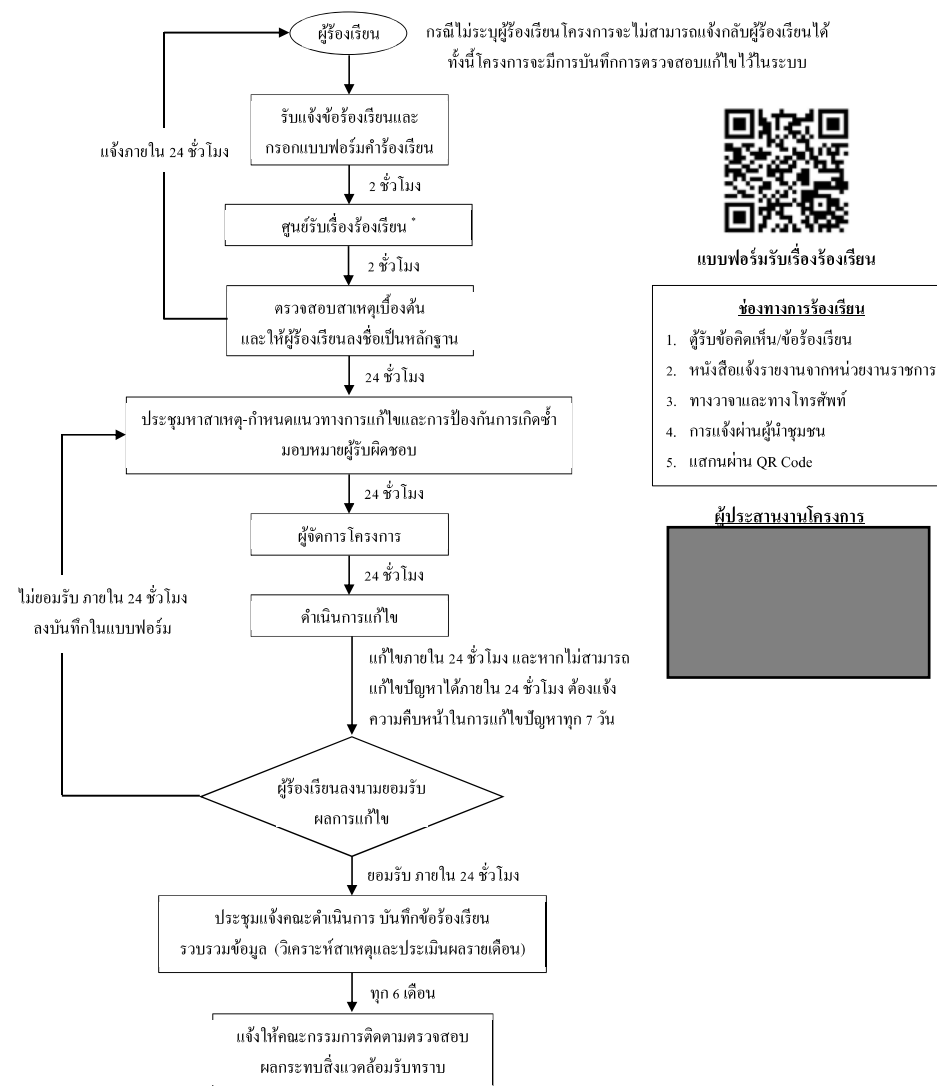 ผู้ร้องเรียน
กรณีไม่ระบุผู้ร้องเรียนโครงการจะไม่สามารถแจ้งกลับผู้ร้องเรียนได้
ทั้งนี้โครงการจะมีการบันทึกการตรวจสอบแก้ไขไว้ในระบบ
รับแจ้งข้อร้องเรียนและ
กรอกแบบฟอร์มคำร้องเรียน
แจ้งภายใน 24 ชั่วโมง
2 ชั่วโมง
ศูนย์รับเรื่องร้องเรียน *
2 ชั่วโมง
ตรวจสอบสาเหตุเบื้องต้น
และให้ผู้ร้องเรียนลงชื่อเป็นหลักฐาน
24 ชั่วโมง
ประชุมหาสาเหตุ-กำหนดแนวทางการแก้ไขและการป้องกันการเกิดซ้ำ
มอบหมายผู้รับผิดชอบ
24 ชั่วโมง
ผู้จัดการโครงการ
24 ชั่วโมง
ดำเนินการแก้ไข
ไม่ยอมรับ ภายใน 24 ชั่วโมง
ลงบันทึกในแบบฟอร์ม
แก้ไขภายใน 24 ชั่วโมง และหากไม่สามารถ
แก้ไขปัญหาได้ภายใน 24 ชั่วโมง ต้องแจ้ง
ความคืบหน้าในการแก้ไขปัญหาทุก 7 วัน
ผู้ร้องเรียนลงนามยอมรับ
ผลการแก้ไข
ยอมรับ ภายใน 24 ชั่วโมง
ประชุมแจ้งคณะดำเนินการ บันทึกข้อร้องเรียน
รวบรวมข้อมูล (วิเคราะห์สาเหตุและประเมินผลรายเดือน)
ทุก 6 เดือน
แจ้งให้คณะกรรมการติดตามตรวจสอบ
ผลกระทบสิ่งแวดล้อมรับทราบ
แบบฟอร์มรับเรื่องร้องเรียน
ช่องทางการร้องเรียน
1. ตู้รับข้อคิดเห็น/ข้อร้องเรียน
2. หนังสือแจ้งรายงานจากหน่วยงานราชการ
3. ทางวาจาและทางโทรศัพท์
4. การแจ้งผ่านผู้นำชุมชน
5. แสกนผ่าน QR Code
ผู้ประสานงานโครงการ